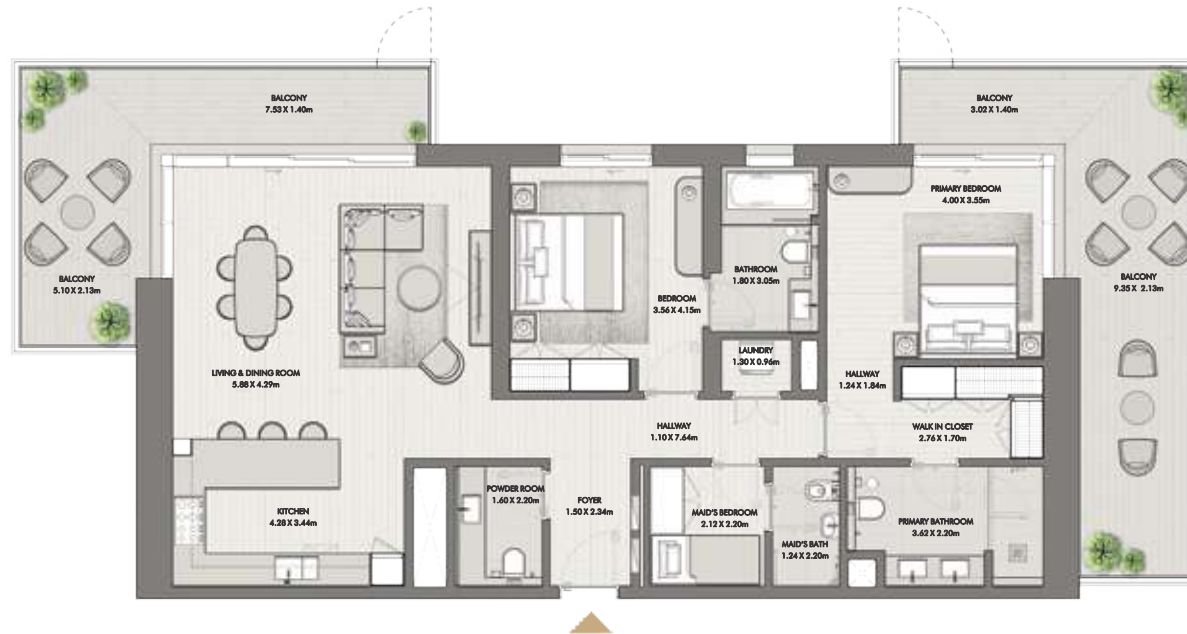 BALCONY
7.53 X 1.40m
BALCONY
3.02 X 1.40m
PRIMARY BEDROOM
4.00 X 3.55m
BALCONY
5.10 X 2.13m
BATHROOM
1.80 X 3.05m
BALCONY
9.35 X 2.13m
BEDROOM
3.56 X 4.15m
LAUNDRY
1.30 X 0.96m
LIVING & DINING ROOM
5.88 X 4.29m
HALLWAY
1.24 X 1.84m
HALLWAY
1.10 X 7.64m
WALK IN CLOSET
2.76 X 1.70m
POWDER ROOM
1.60 X 2.20m
FOYER
1.50 X 2.34m
KITCHEN
4.28 X 3.44m
MAID'S BEDROOM
2.12 X 2.20m
MAID'S BATH
1.24 X 2.20m
PRIMARY BATHROOM
3.62 X 2.20m